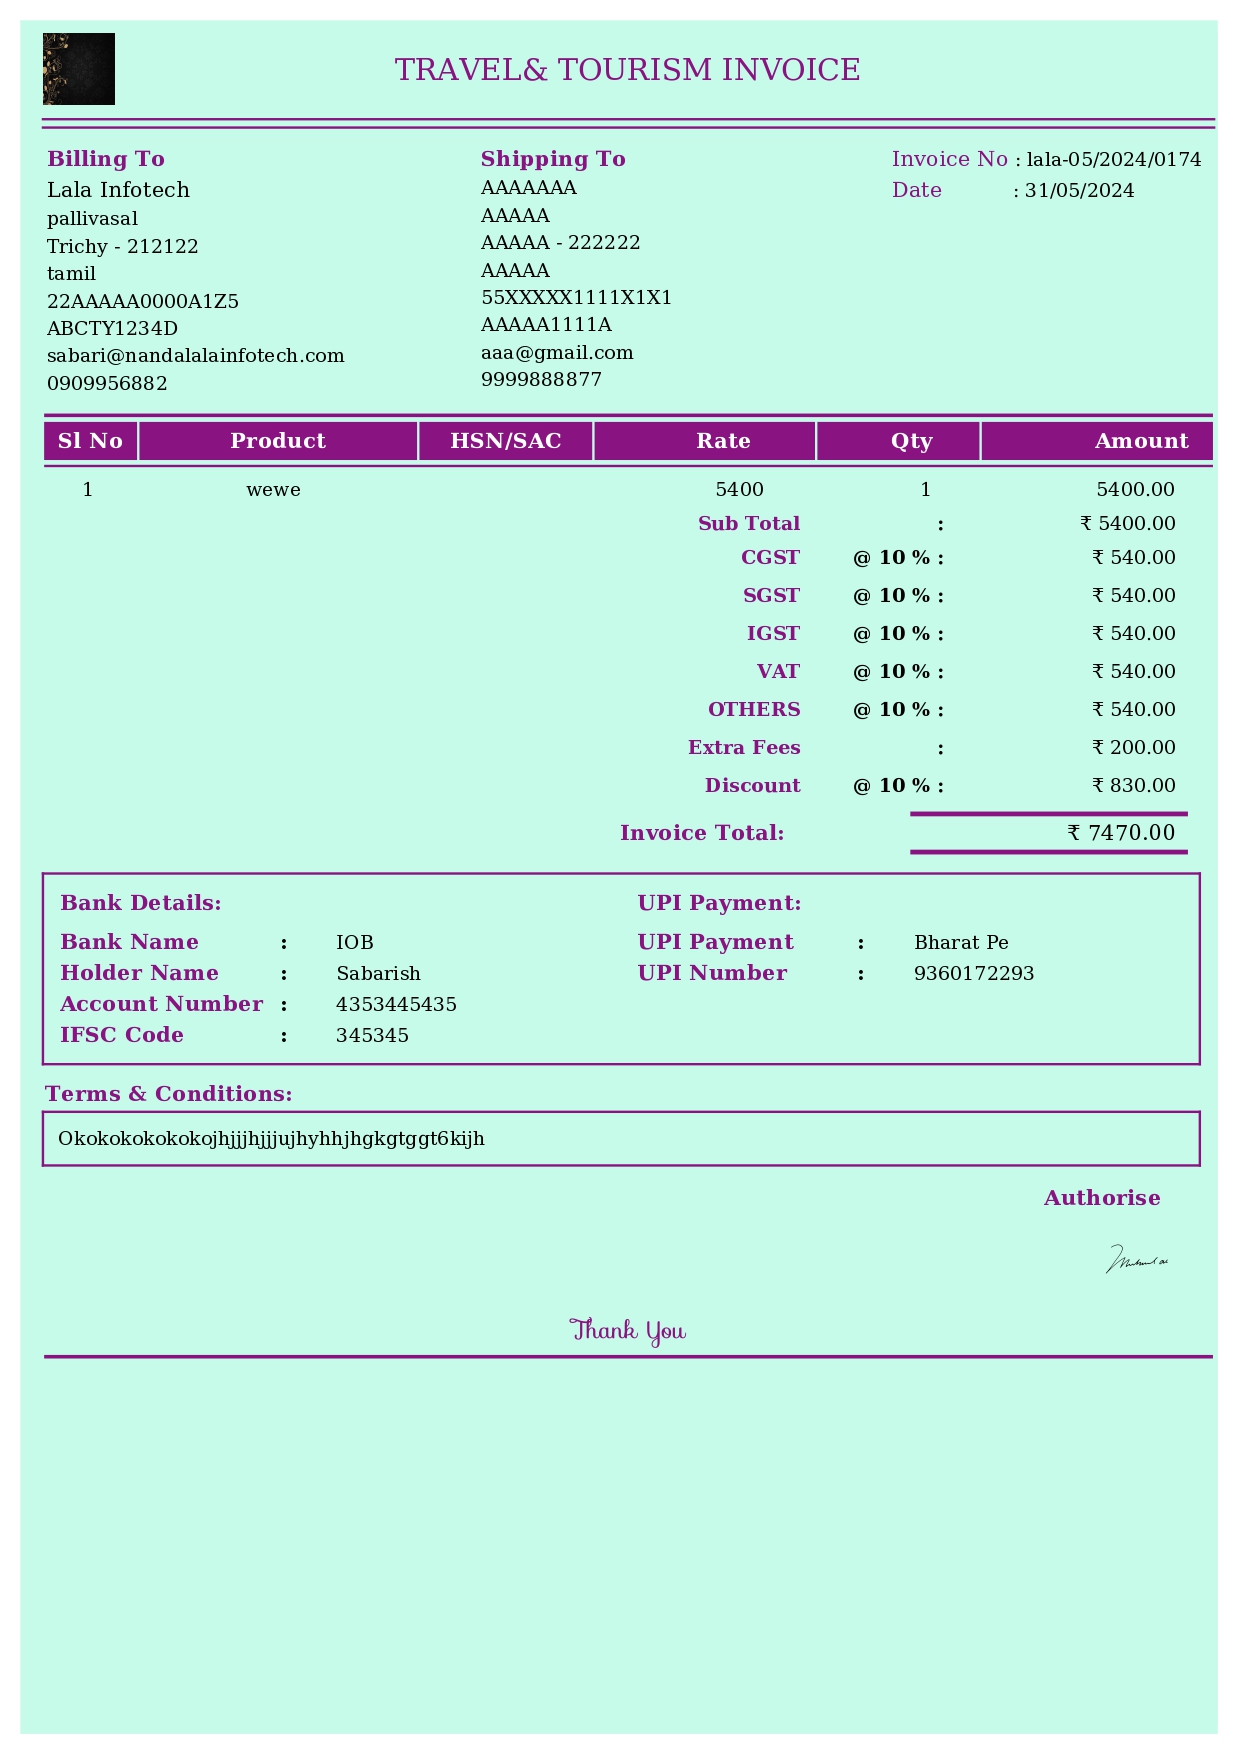 TRAVEL& TOURISM INVOICE
Billing To
Lala Infotech
pallivasal
Trichy - 212122
tamil
22AAAAA0000A1Z5
ABCTY1234D
sabari@nandalalainfotech.com
0909956882
Shipping To
AAAAAAA
AAAAA
AAAAA - 222222
AAAAA
55XXXXX1111X1X1
AAAAA1111A
aaa@gmail.com
9999888877
Invoice No : lala-05/2024/0174
Date : 31/05/2024
Sl No Product HSN/SAC Rate Qty Amount
1 wewe 5400 1 5400.00
Sub Total : ₹ 5400.00
CGST @ 10 % : ₹ 540.00
SGST @ 10 % : ₹ 540.00
IGST @ 10 % : ₹ 540.00
VAT @ 10 % : ₹ 540.00
OTHERS @ 10 % : ₹ 540.00
Extra Fees : ₹ 200.00
Discount @ 10 % : ₹ 830.00
Invoice Total: ₹ 7470.00
Bank Details:
Bank Name : IOB
Holder Name : Sabarish
Account Number : 4353445435
IFSC Code : 345345
UPI Payment:
UPI Payment : Bharat Pe
UPI Number : 9360172293
Terms & Conditions:
Okokokokokokojhjjjhjjjujhyhhjhgkgtggt6kijh
Authorise
Thank You